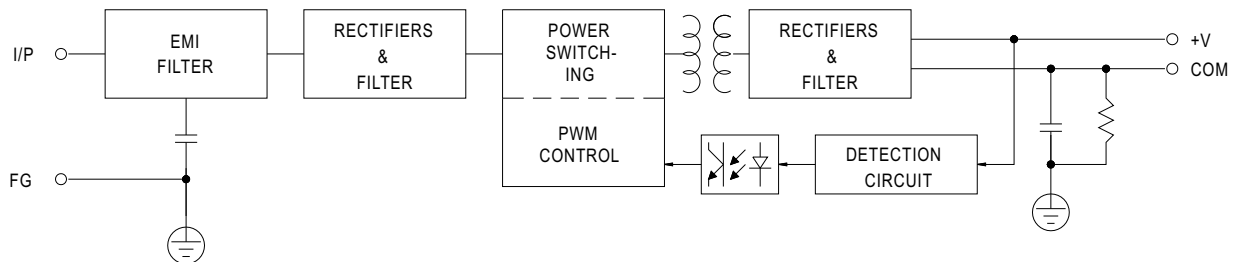 I/P
EMI
FILTER
RECTIFIERS
&
FILTER
POWER
SWITCH-
ING
PWM
CONTROL
RECTIFIERS
&
FILTER
+V
COM
DETECTION
CIRCUIT
FG